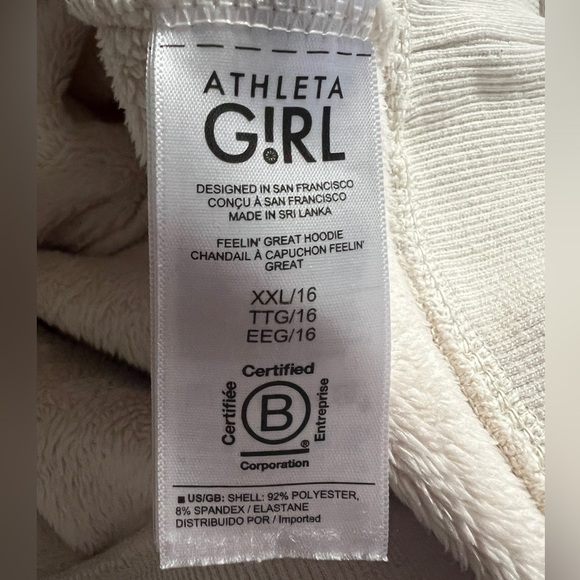 ATHLETA
G!RL
DESIGNED IN SAN FRANCISCO
CONÇU À SAN FRANCISCO
MADE IN SRI LANKA
FEELIN' GREAT HOODIE
CHANDAIL À CAPUCHON FEELIN'
GREAT
XXL/16
TTG/16
EEG/16
Certified
Certifiée
B
®
Entreprise
Corporation
■ US/GB: SHELL: 92% POLYESTER,
8% SPANDEX / ELASTANE
DISTRIBUIDO POR / Imported